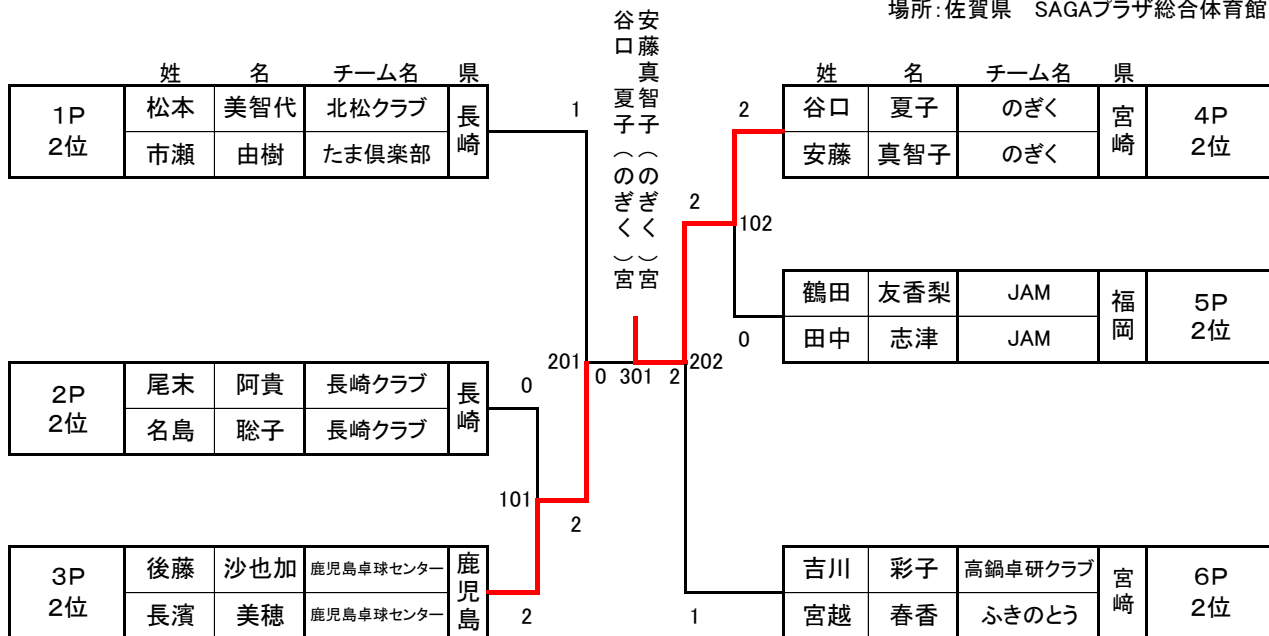 場所:佐賀県　SAGAプラザ総合体育館
安藤真智子（のぎく）宮
谷口　夏子（のぎく）宮
姓 名 チーム名 県
1P
2位
松本 美智代 北松クラブ
市瀬 由樹 たま倶楽部
長崎
1
2P
2位
尾末 阿貴 長崎クラブ
名島 聡子 長崎クラブ
長崎
0
101
3P
2位
後藤 沙也加 鹿児島卓球センター
長濱 美穂 鹿児島卓球センター
鹿児島
2
2
201
0 301 2
202
姓 名 チーム名 県
谷口 夏子 のぎく
安藤 真智子 のぎく
宮崎
4P
2位
2
2
102
鶴田 友香梨 JAM
田中 志津 JAM
福岡
5P
2位
0
吉川 彩子 高鍋卓研クラブ
宮越 春香 ふきのとう
宮﨑
6P
2位
1